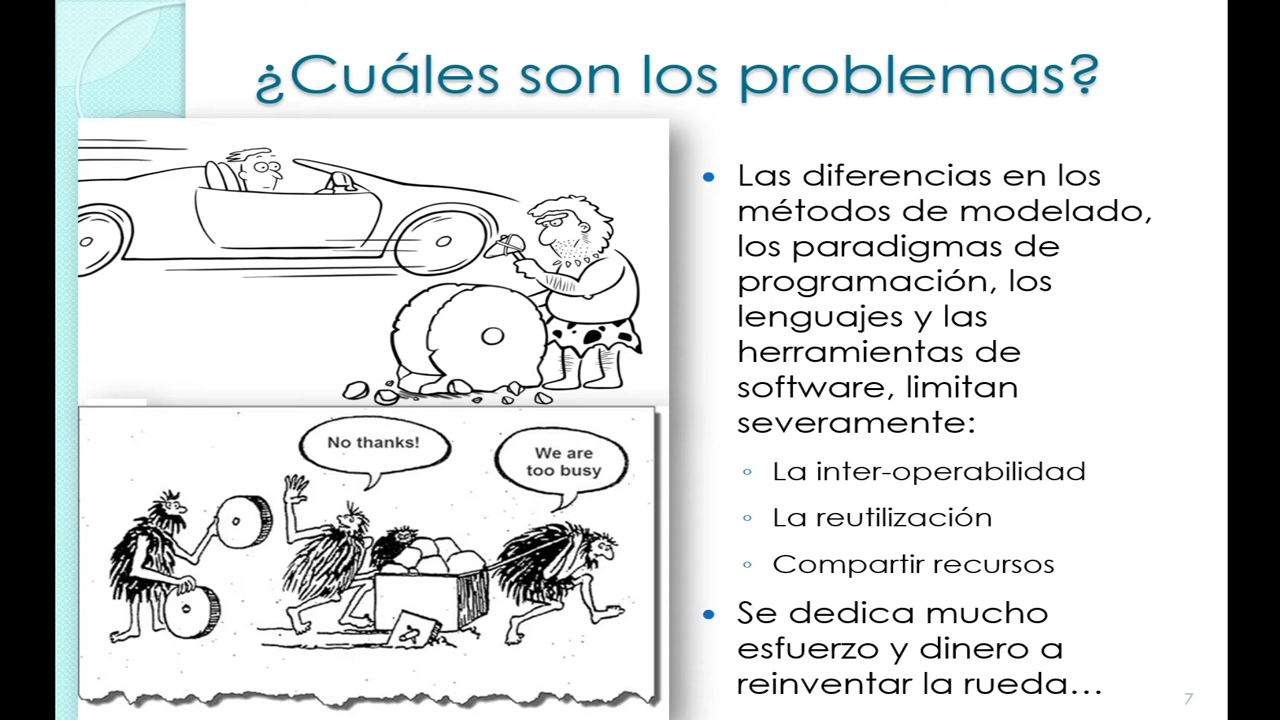 ¿Cuáles son los problemas?
No thanks!
We are
too busy
• Las diferencias en los
métodos de modelado,
los paradigmas de
programación, los
lenguajes y las
herramientas de
software, limitan
severamente:
◦ La inter-operabilidad
◦ La reutilización
◦ Compartir recursos
• Se dedica mucho
esfuerzo y dinero a
reinventar la rueda…
7